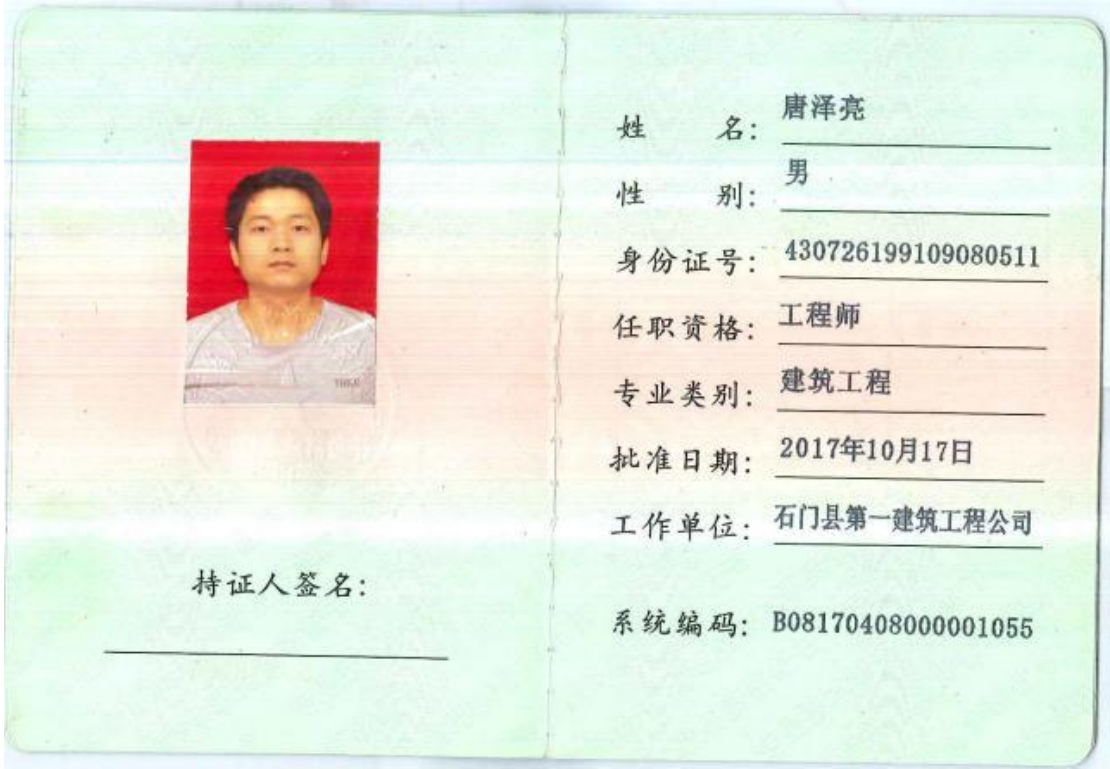 姓 名: 唐泽亮
性 别: 男
身份证号: 430726199109080511
任职资格: 工程师
专业类别: 建筑工程
批准日期: 2017年10月17日
工作单位: 石门县第一建筑工程公司
系统编码: B08170408000001055
持证人签名: